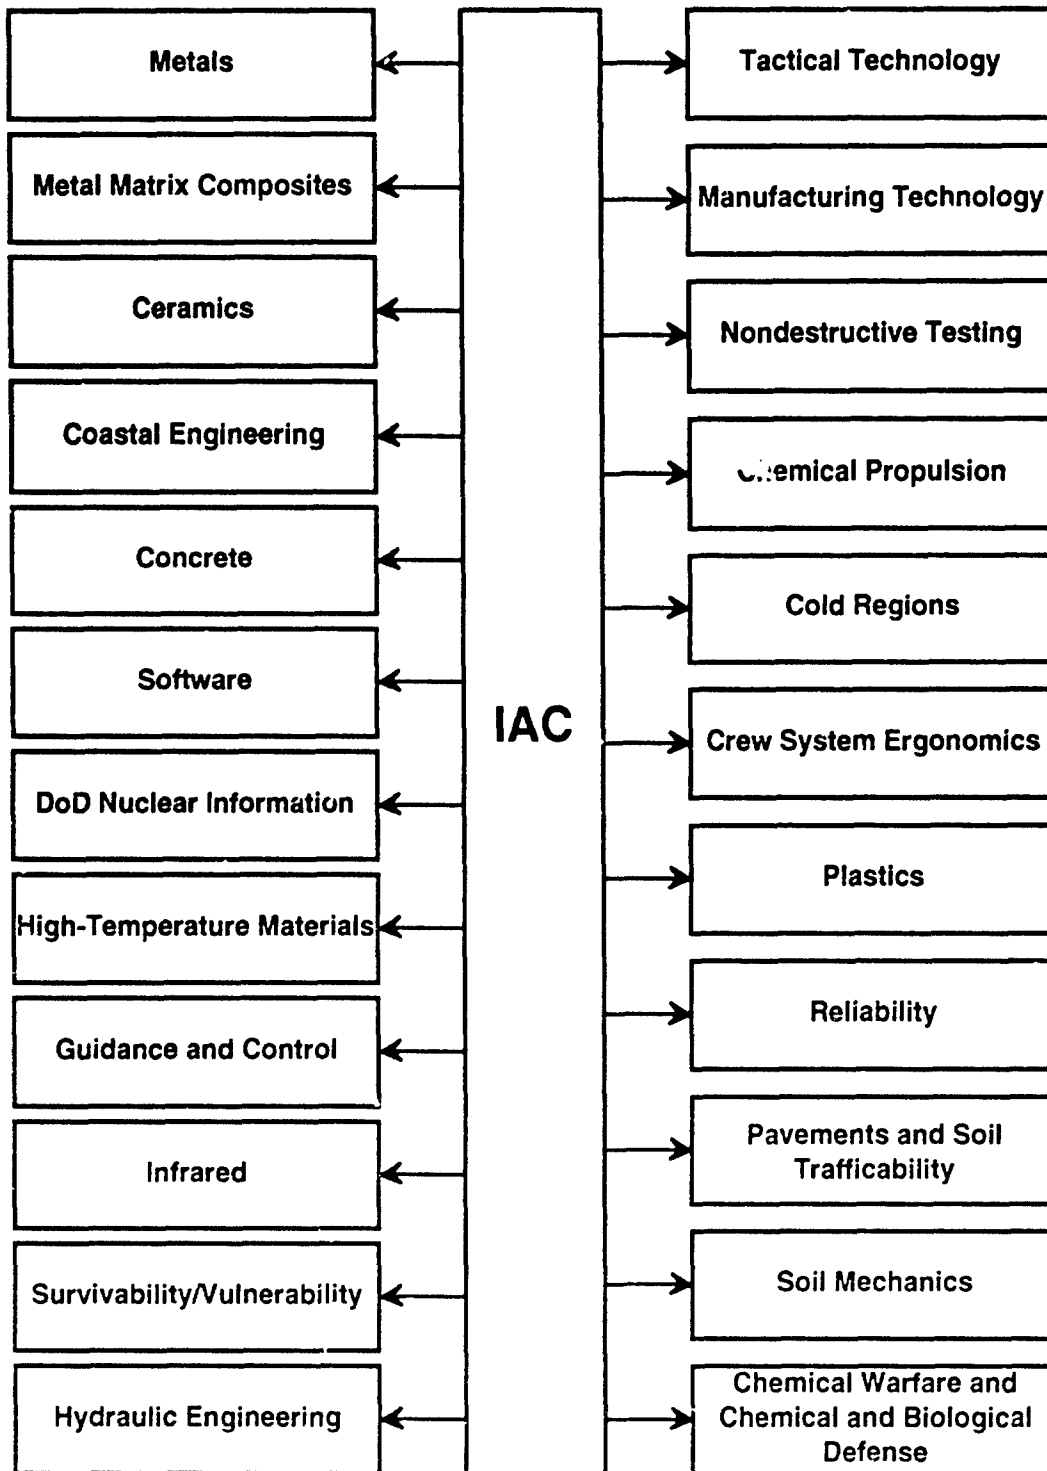 Metals
Metal Matrix Composites
Ceramics
Coastal Engineering
Concrete
Software
DoD Nuclear Information
High-Temperature Materials
Guidance and Control
Infrared
Survivability/Vulnerability
Hydraulic Engineering
IAC
Tactical Technology
Manufacturing Technology
Nondestructive Testing
Chemical Propulsion
Cold Regions
Crew System Ergonomics
Plastics
Reliability
Pavements and Soil
Trafficability
Soil Mechanics
Chemical Warfare and
Chemical and Biological
Defense